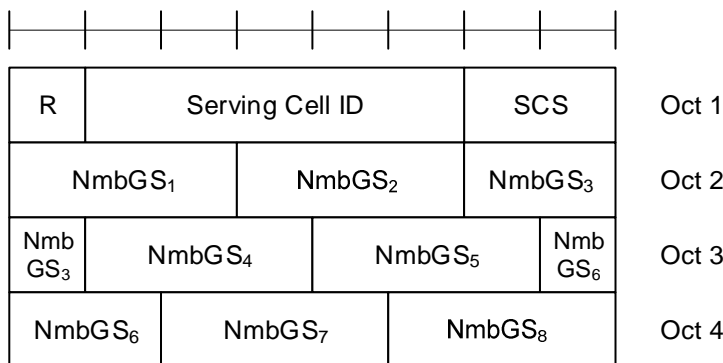 R Serving Cell ID SCS Oct 1
NmbGS₁ NmbGS₂ NmbGS₃ Oct 2
Nmb GS₃ NmbGS₄ NmbGS₅ Nmb GS₆ Oct 3
NmbGS₆ NmbGS₇ NmbGS₈ Oct 4